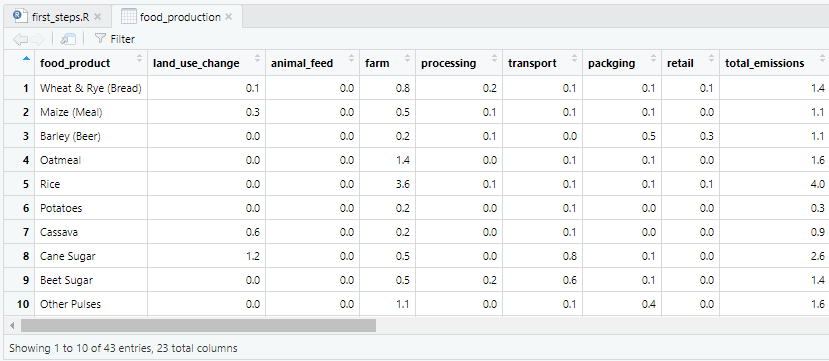 first_steps.R food_production
Filter
food_product land_use_change animal_feed farm processing transport packging retail total_emissions
1 Wheat & Rye (Bread) 0.1 0.0 0.8 0.2 0.1 0.1 0.1 1.4
2 Maize (Meal) 0.3 0.0 0.5 0.1 0.1 0.1 0.0 1.1
3 Barley (Beer) 0.0 0.0 0.2 0.1 0.0 0.5 0.3 1.1
4 Oatmeal 0.0 0.0 1.4 0.0 0.1 0.1 0.0 1.6
5 Rice 0.0 0.0 3.6 0.1 0.1 0.1 0.1 4.0
6 Potatoes 0.0 0.0 0.2 0.0 0.1 0.0 0.0 0.3
7 Cassava 0.6 0.0 0.2 0.0 0.1 0.0 0.0 0.9
8 Cane Sugar 1.2 0.0 0.5 0.0 0.8 0.1 0.0 2.6
9 Beet Sugar 0.0 0.0 0.5 0.2 0.6 0.1 0.0 1.4
10 Other Pulses 0.0 0.0 1.1 0.0 0.1 0.4 0.0 1.6
Showing 1 to 10 of 43 entries, 23 total columns